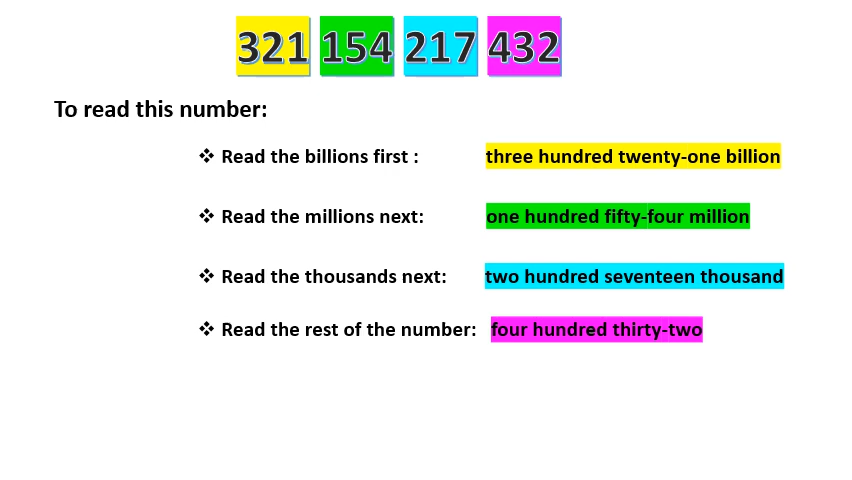 321 154 217 432
To read this number:
❖ Read the billions first : three hundred twenty-one billion
❖ Read the millions next: one hundred fifty-four million
❖ Read the thousands next: two hundred seventeen thousand
❖ Read the rest of the number: four hundred thirty-two